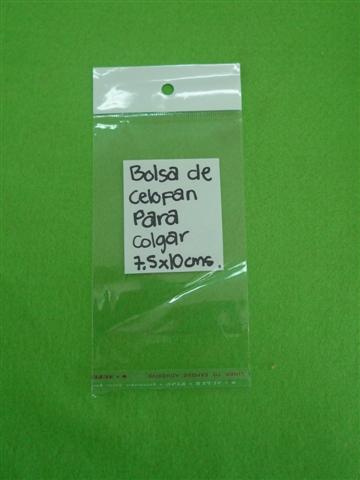 Bolsa de
celofan
Para
colgar
7.5x10cms.